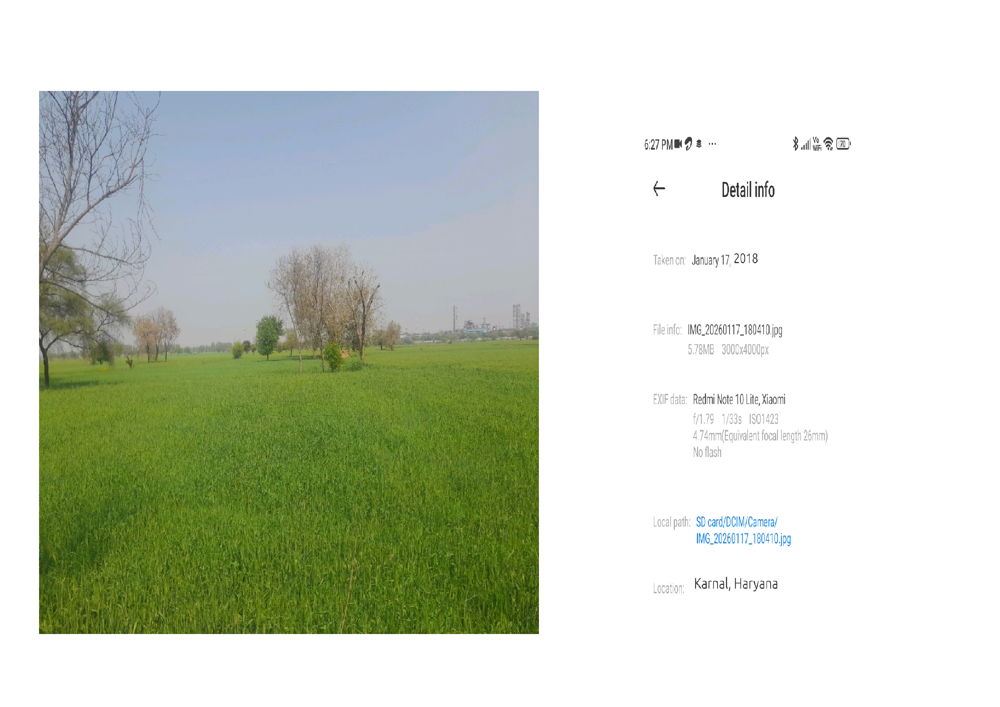 6:27 PM ... Vo WiFi 70
Detail info
Taken on: January 17, 2018
File info: IMG_20260117_180410.jpg
5.78MB 3000x4000px
EXIF data: Redmi Note 10 Lite, Xiaomi
f/1.79 1/33s ISO1423
4.74mm(Equivalent focal length 26mm)
No flash
Local path: SD card/DCIM/Camera/
IMG_20260117_180410.jpg
Location: Karnal, Haryana